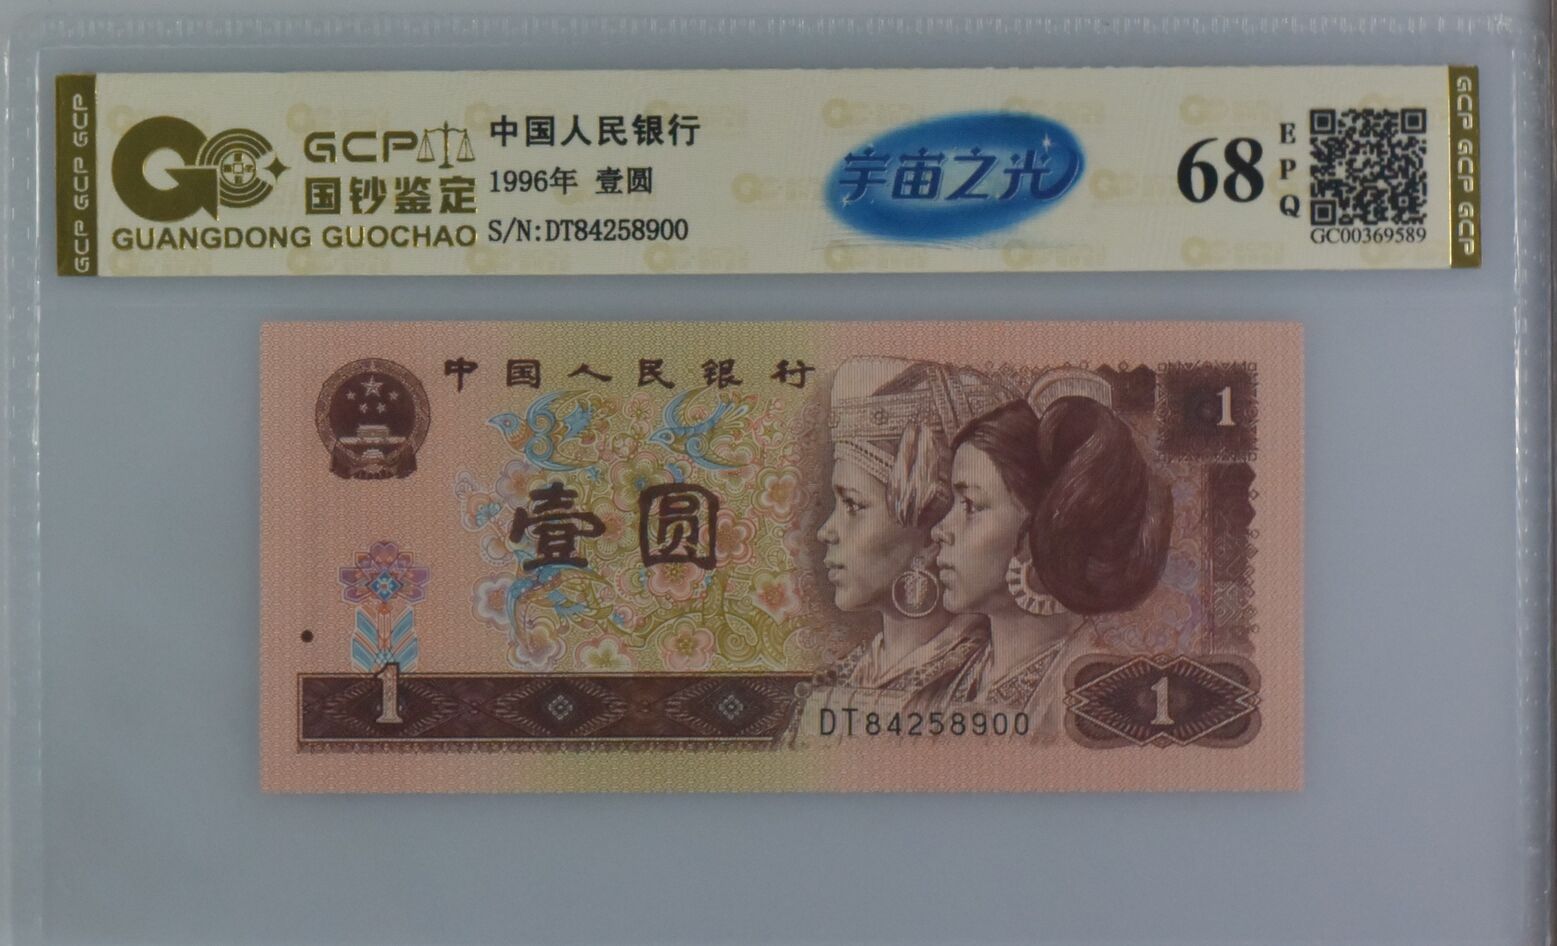 GCP GCP GCP
GCP
国钞鉴定
GUANGDONG GUOCHAO
中国人民银行
1996年 壹圆
S/N:DT84258900
宇宙之光
68
EPQ
GC00369589
GCP GCP GCP
中国人民银行
1
壹圆
1
DT84258900
1